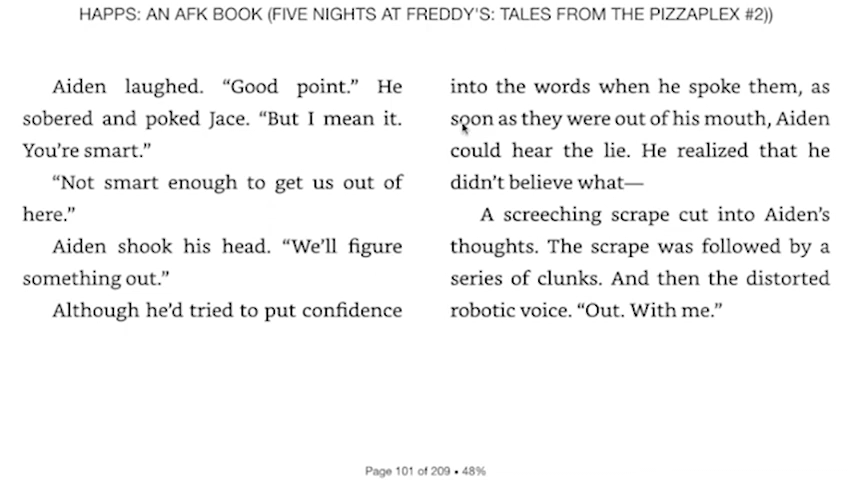 HAPPS: AN AFK BOOK (FIVE NIGHTS AT FREDDY'S: TALES FROM THE PIZZAPLEX #2))
Aiden laughed. “Good point.” He
sobered and poked Jace. “But I mean it.
You’re smart.”
“Not smart enough to get us out of
here.”
Aiden shook his head. “We’ll figure
something out.”
Although he’d tried to put confidence
into the words when he spoke them, as
soon as they were out of his mouth, Aiden
could hear the lie. He realized that he
didn’t believe what—
A screeching scrape cut into Aiden’s
thoughts. The scrape was followed by a
series of clunks. And then the distorted
robotic voice. “Out. With me.”
Page 101 of 209 • 48%